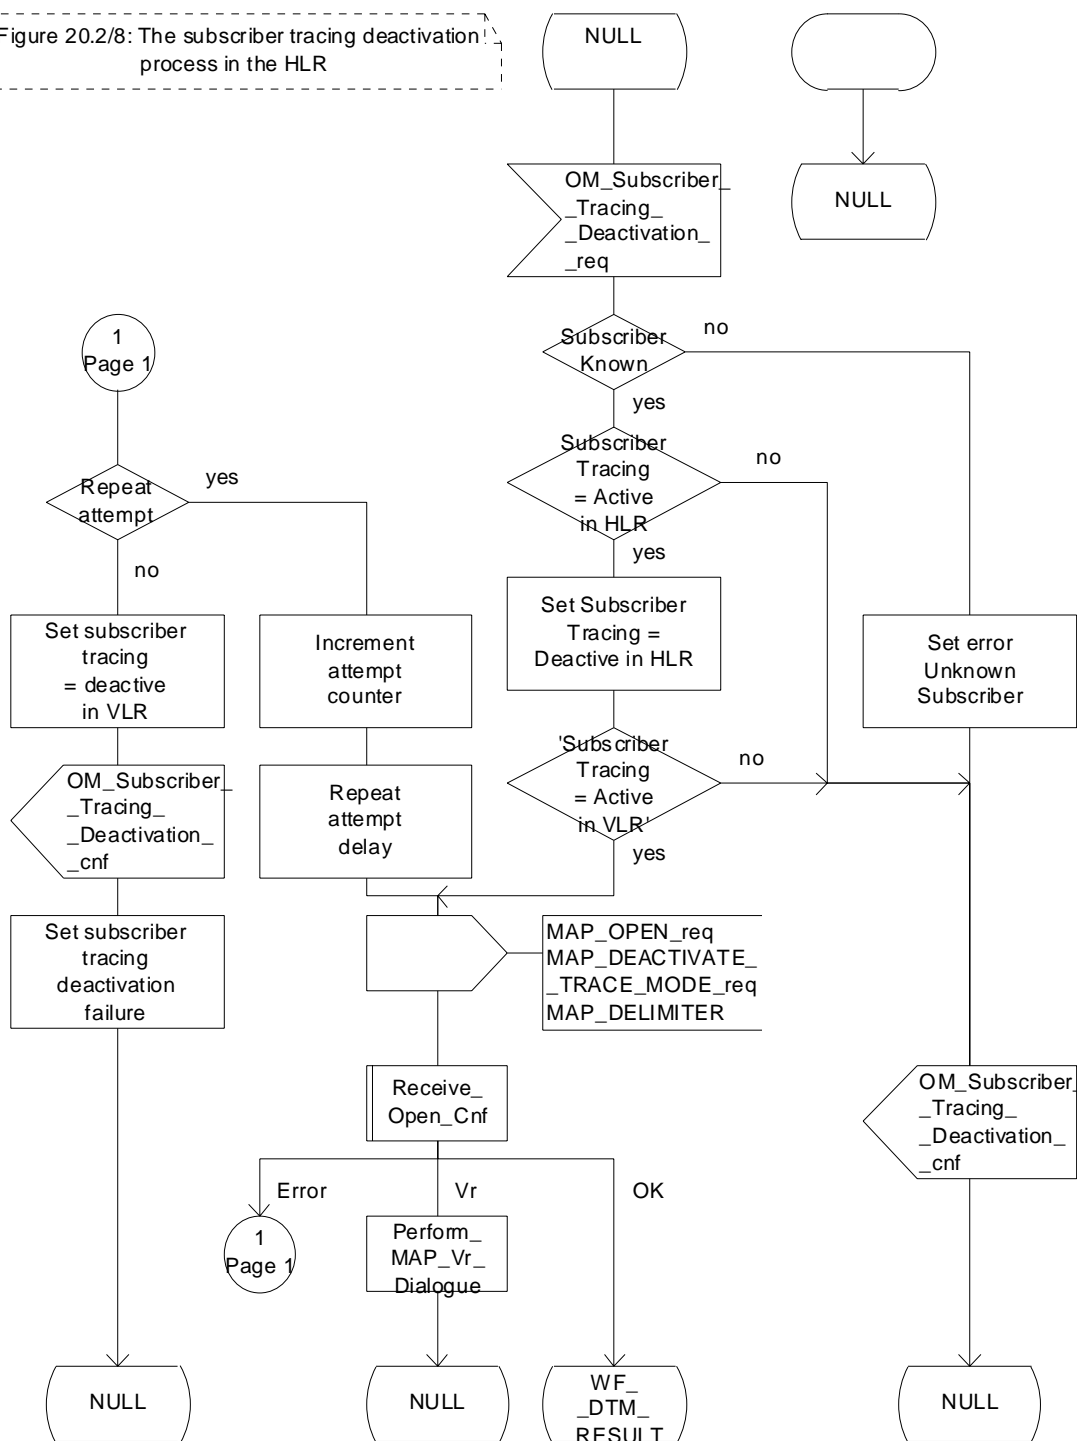 Figure 20.2/8: The subscriber tracing deactivation
process in the HLR
NULL
NULL
OM_Subscriber_
_Tracing_
_Deactivation_
_req
Subscriber
Known
no
yes
1
Page 1
Subscriber
Tracing
= Active
in HLR
no
yes
Repeat
attempt
yes
no
Set Subscriber
Tracing =
Deactive in HLR
Set subscriber
tracing
= deactive
in VLR
Increment
attempt
counter
Set error
Unknown
Subscriber
'Subscriber
Tracing
= Active
in VLR'
no
yes
OM_Subscriber_
_Tracing_
_Deactivation_
_cnf
Repeat
attempt
delay
Set subscriber
tracing
deactivation
failure
MAP_OPEN_req
MAP_DEACTIVATE_
_TRACE_MODE_req
MAP_DELIMITER
Receive_
Open_Cnf
OM_Subscriber_
_Tracing_
_Deactivation_
_cnf
Error
Vr
OK
1
Page 1
Perform_
MAP_Vr_
Dialogue
NULL
NULL
WF_
_DTM_
RESULT
NULL